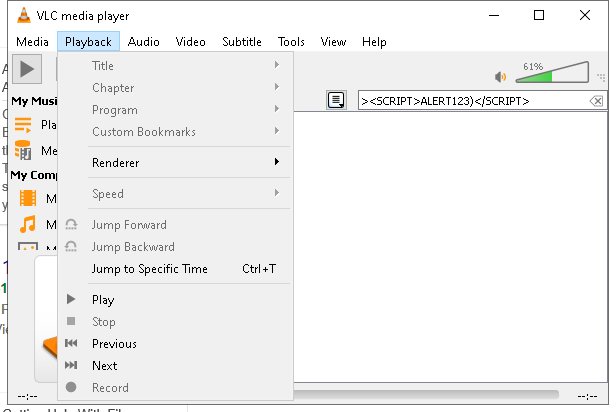 VLC media player
Media Playback Audio Video Subtitle Tools View Help
Title
61%
Chapter
My Musi
Program
><SCRIPT>ALERT123)</SCRIPT>
Pla
Custom Bookmarks
Me
Renderer
My Comp
Speed
M
Jump Forward
M
Jump Backward
M
Jump to Specific Time Ctrl+T
Play
Stop
Previous
Next
Record
--:-- --:--